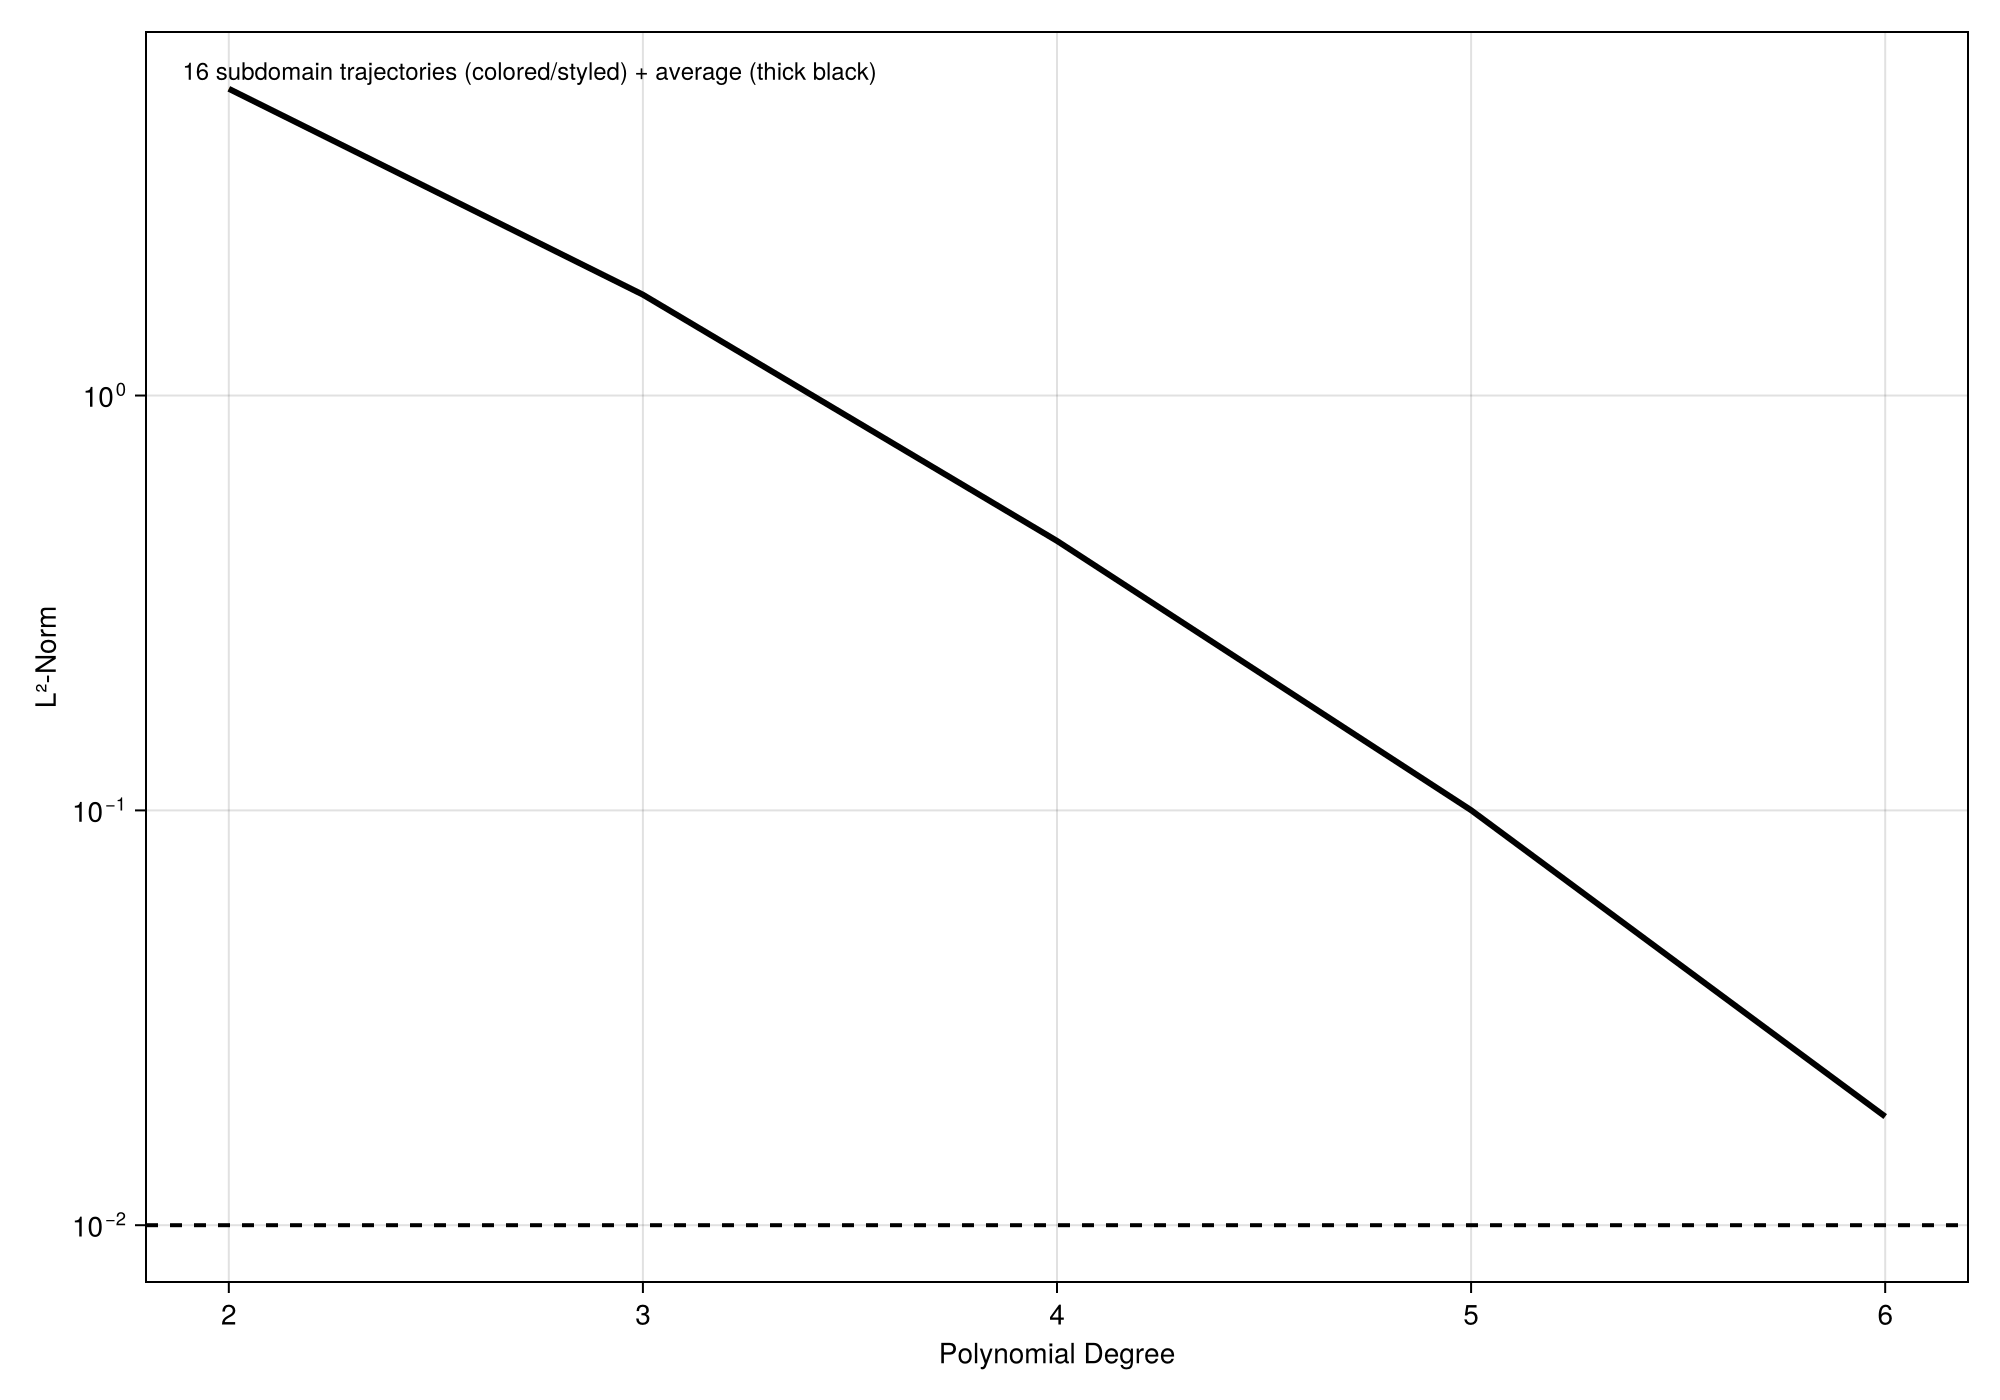 16 subdomain trajectories (colored/styled) + average (thick black)
10⁰
10⁻¹
10⁻²
L²-Norm
2 3 4 5 6
Polynomial Degree